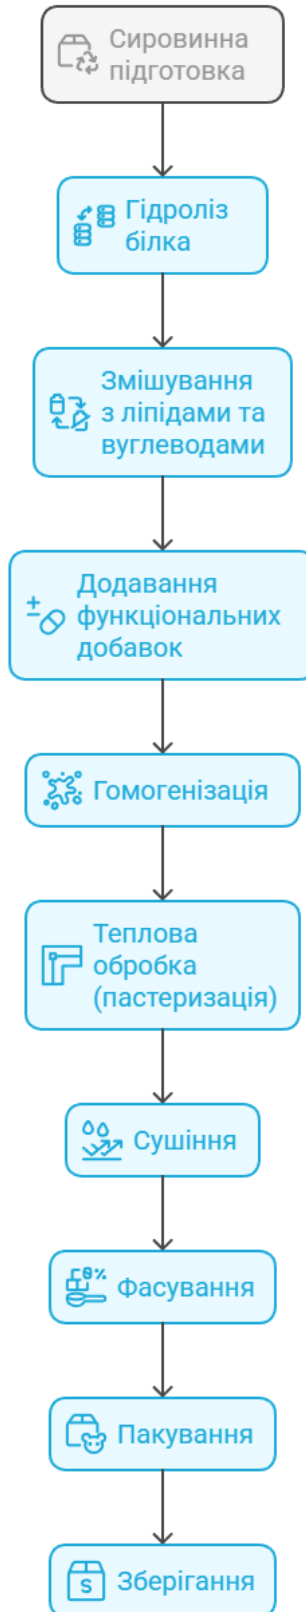 Сировинна
підготовка
Гідроліз
білка
Змішування
з ліпідами та
вуглеводами
Додавання
функціональних
добавок
Гомогенізація
Теплова
обробка
(пастеризація)
Сушіння
Фасування
Пакування
S
Зберігання